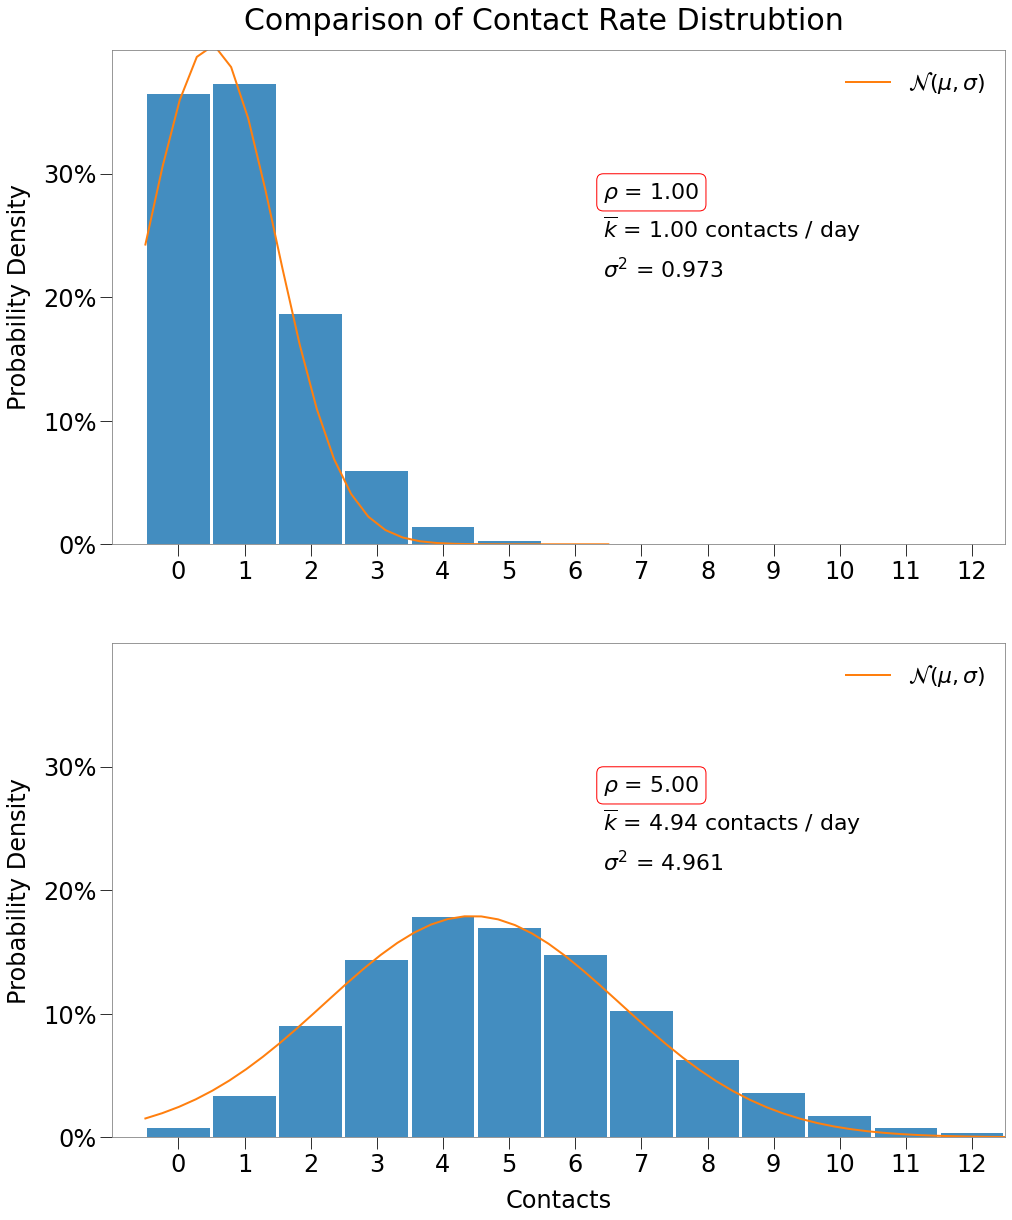 Comparison of Contact Rate Distrubtion
Probability Density
30%
20%
10%
0%
𝒩(μ, σ)
ρ = 1.00
k̅ = 1.00 contacts / day
σ² = 0.973
0 1 2 3 4 5 6 7 8 9 10 11 12
Probability Density
30%
20%
10%
0%
𝒩(μ, σ)
ρ = 5.00
k̅ = 4.94 contacts / day
σ² = 4.961
0 1 2 3 4 5 6 7 8 9 10 11 12
Contacts